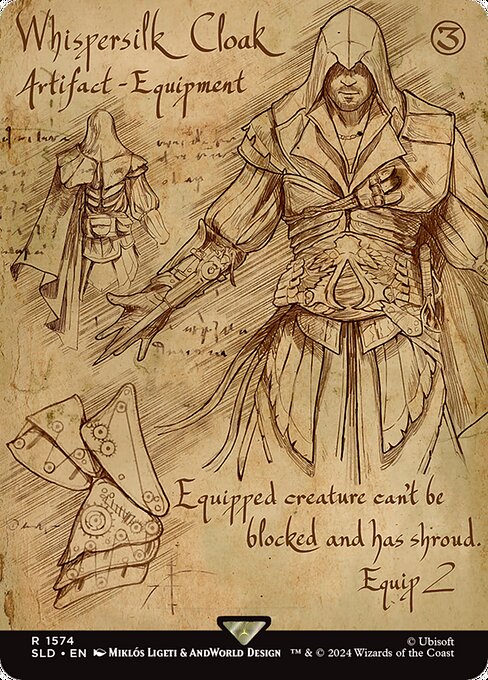 Whispersilk Cloak
3
Artifact - Equipment
Equipped creature can't be
blocked and has shroud.
Equip 2
R 1574
SLD • EN MIKLÓS LIGETI & ANDWORLD DESIGN
© Ubisoft
™ & © 2024 Wizards of the Coast